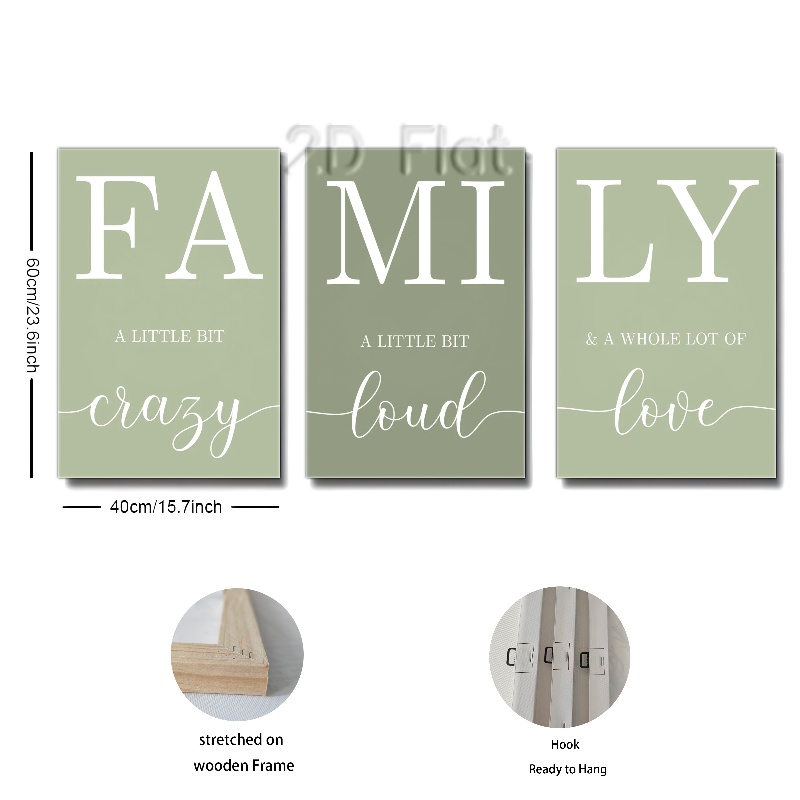 2D Flat
FA
A LITTLE BIT
crazy
MI
A LITTLE BIT
loud
LY
& A WHOLE LOT OF
love
60cm/23.6inch
40cm/15.7inch
stretched on
wooden Frame
Hook
Ready to Hang